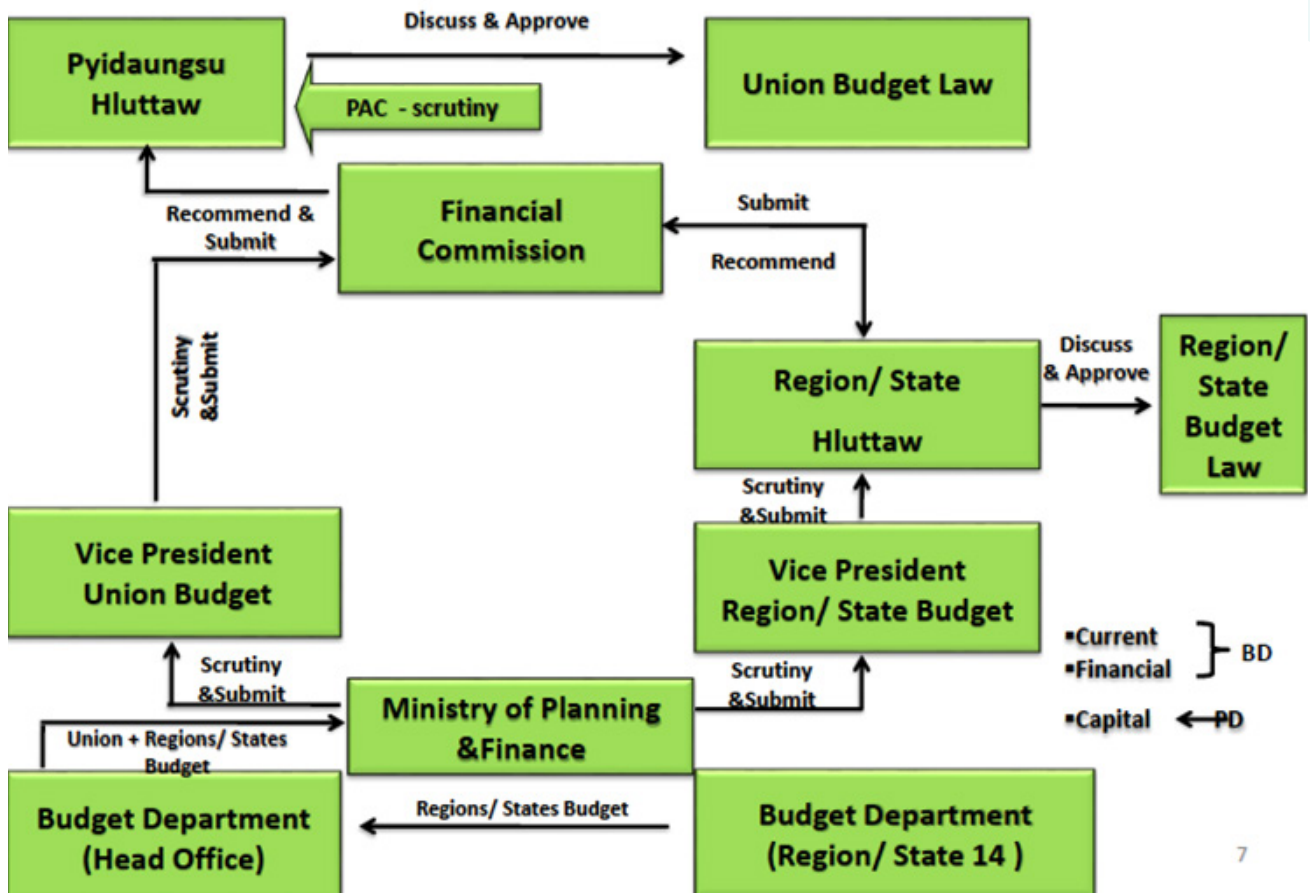 Discuss & Approve
Pyidaungsu
Hluttaw
PAC - scrutiny
Union Budget Law
Financial
Commission
Recommend &
Submit
Submit
Recommend
Scrutiny
&Submit
Region/ State
Hluttaw
Discuss
& Approve
Region/
State
Budget
Law
Scrutiny
&Submit
Vice President
Union Budget
Vice President
Region/ State Budget
▪Current
▪Financial
BD
▪Capital
PD
Scrutiny
&Submit
Scrutiny
&Submit
Ministry of Planning
&Finance
Union + Regions/ States
Budget
Budget Department
(Head Office)
Regions/ States Budget
Budget Department
(Region/ State 14 )
7